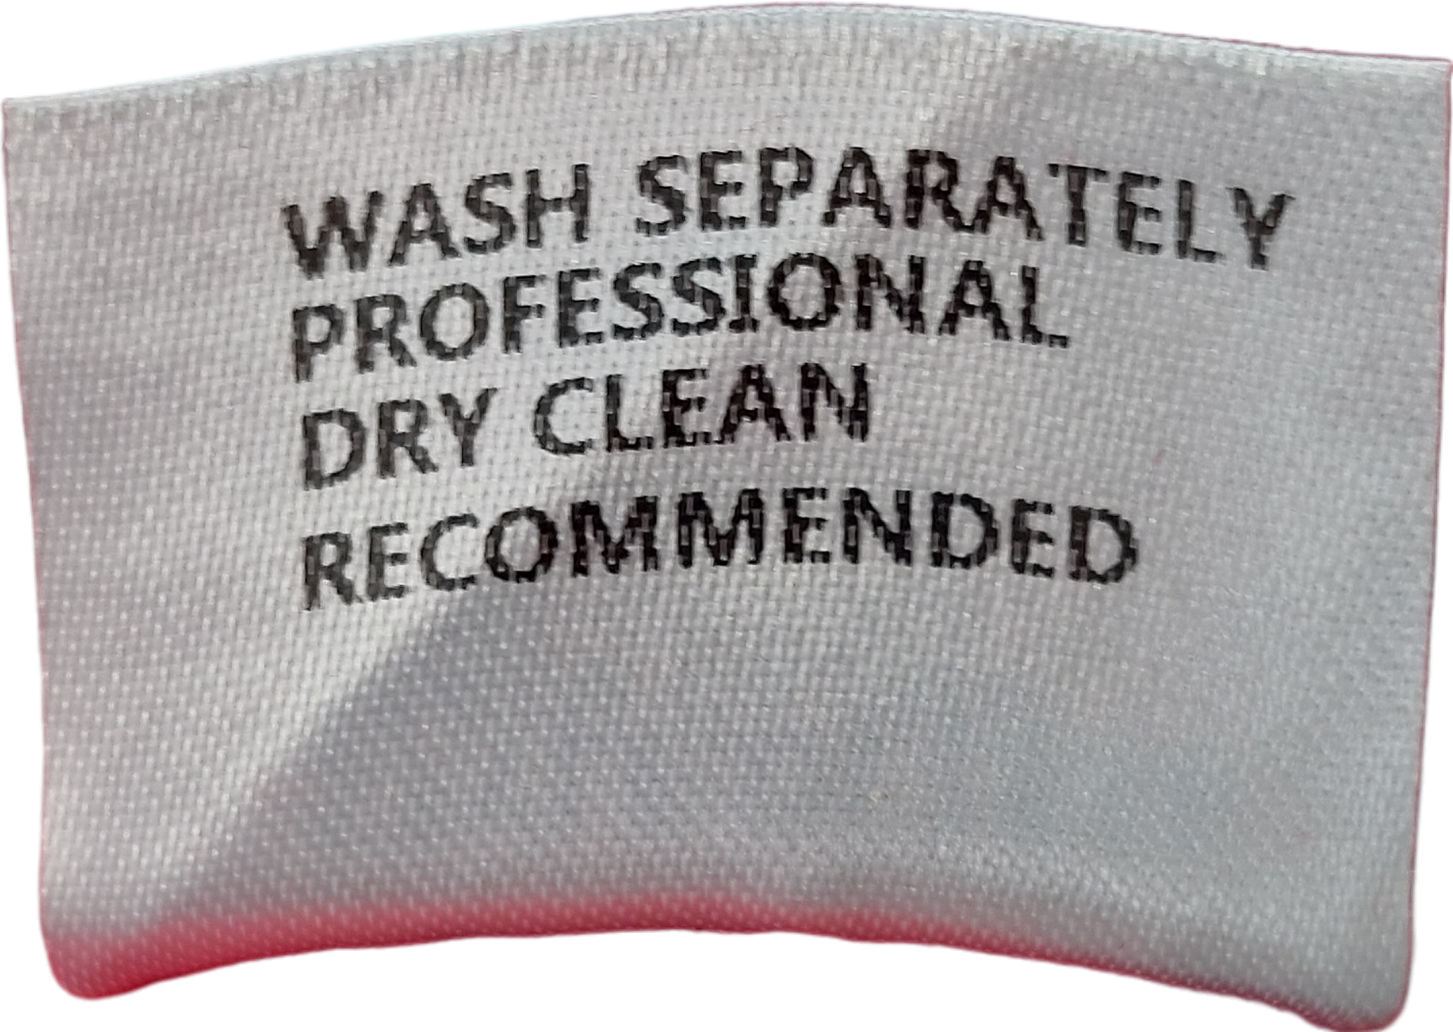 WASH SEPARATELY
PROFESSIONAL
DRY CLEAN
RECOMMENDED